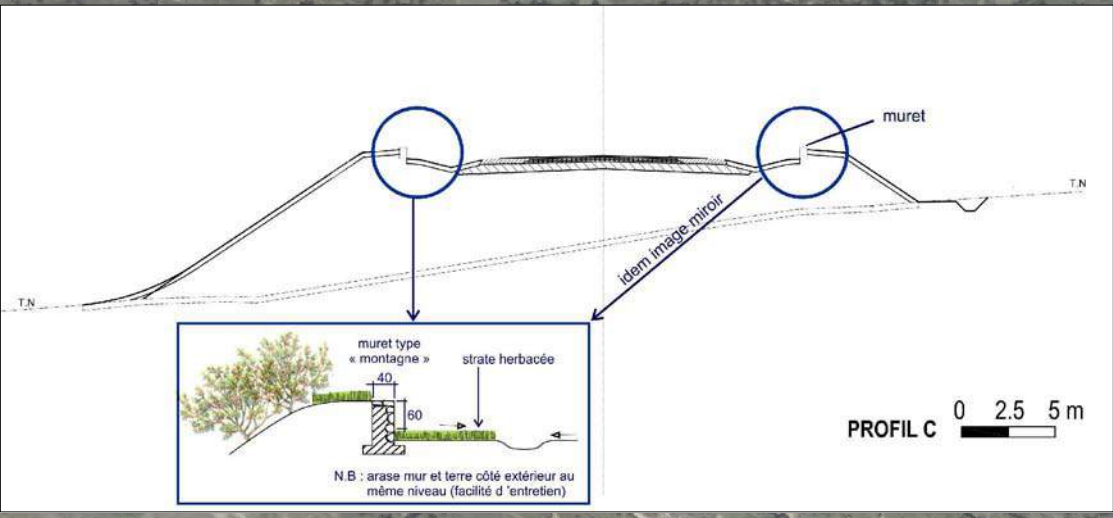 muret
T.N
idem image miroir
T.N
muret type
« montagne »
strate herbacée
40
60
N.B : arase mur et terre côté extérieur au
même niveau (facilité d 'entretien)
PROFIL C
0 2.5 5 m